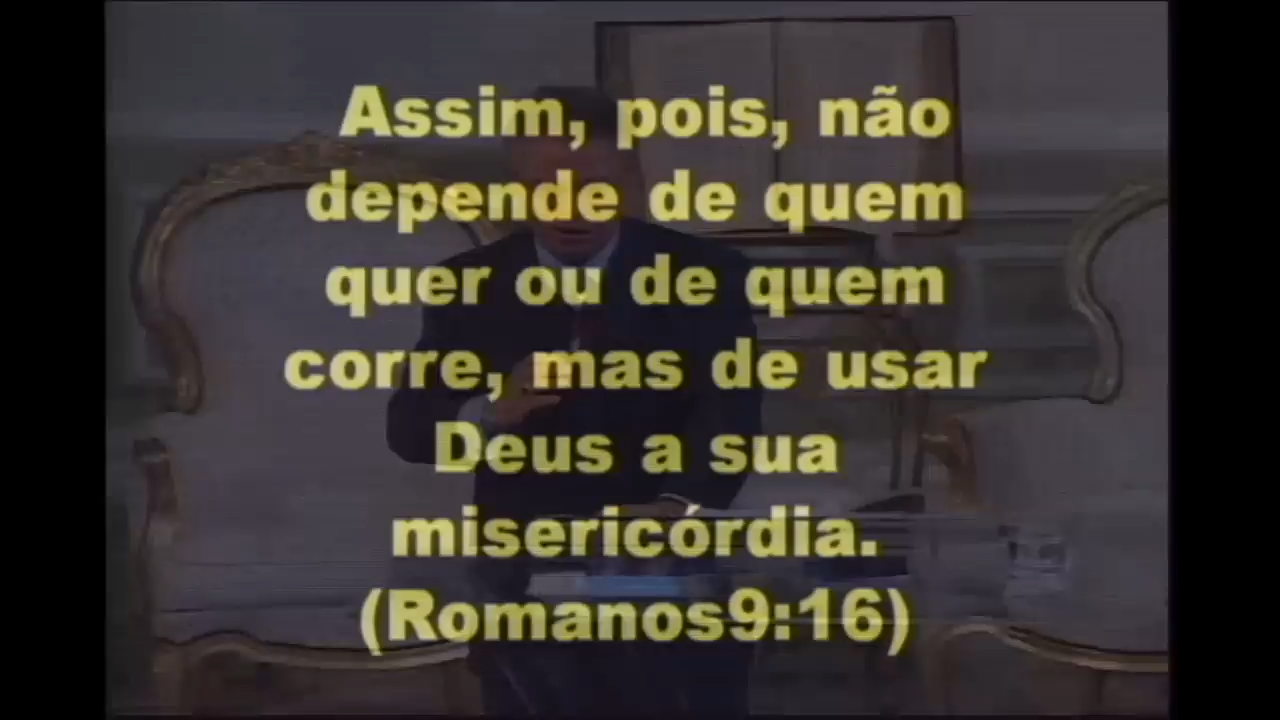 Assim, pois, não
depende de quem
quer ou de quem
corre, mas de usar
Deus a sua
misericórdia.
(Romanos9:16)